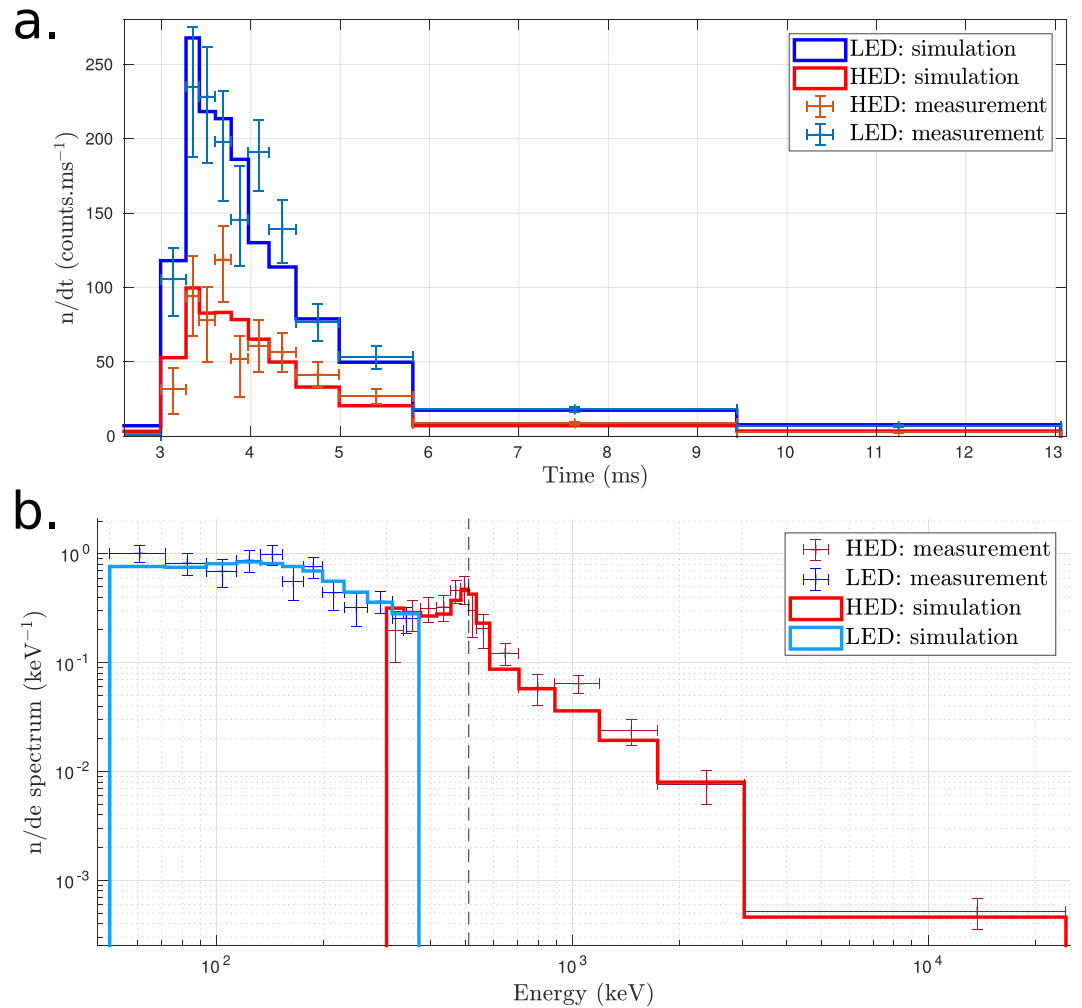 a.
250
200
150
100
50
0
n/dt (counts.ms⁻¹)
LED: simulation
HED: simulation
HED: measurement
LED: measurement
3 4 5 6 7 8 9 10 11 12 13
Time (ms)
b.
10⁰
10⁻¹
10⁻²
10⁻³
n/de spectrum (keV⁻¹)
HED: measurement
LED: measurement
HED: simulation
LED: simulation
10² 10³ 10⁴
Energy (keV)